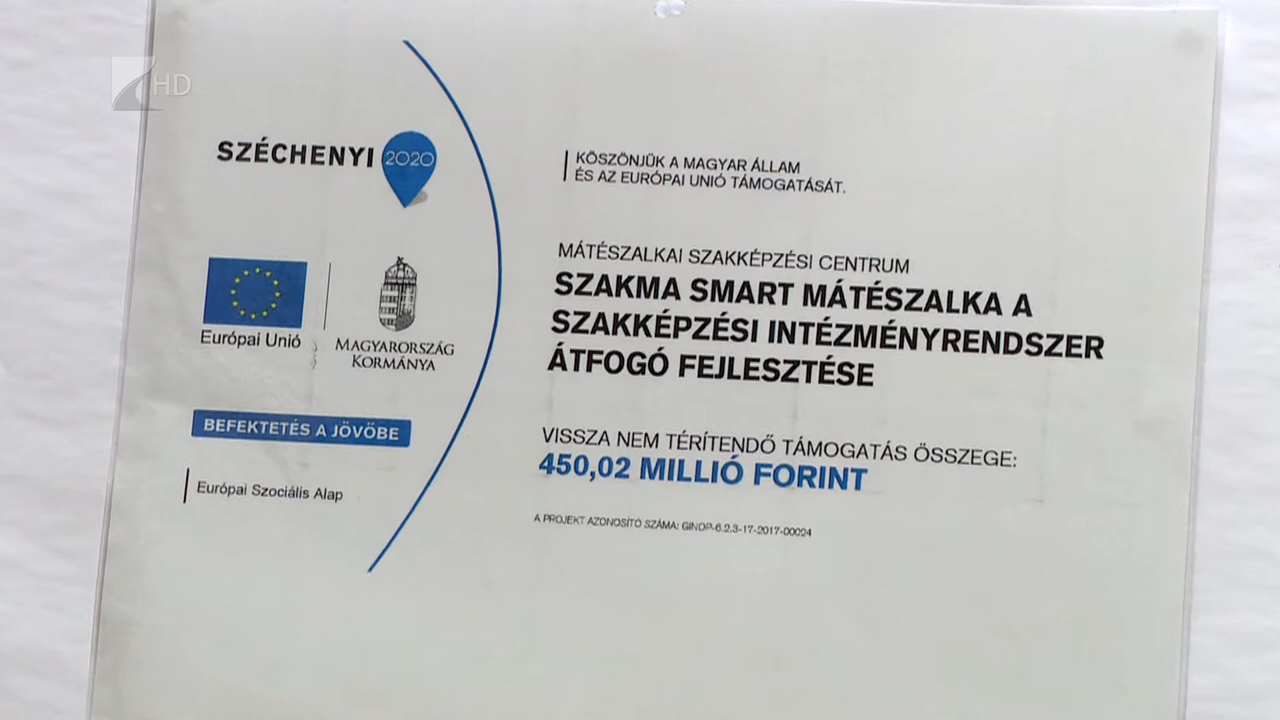 HD
SZÉCHENYI 2020
KÖSZÖNJÜK A MAGYAR ÁLLAM
ÉS AZ EURÓPAI UNIÓ TÁMOGATÁSÁT.
MÁTÉSZALKAI SZAKKÉPZÉSI CENTRUM
SZAKMA SMART MÁTÉSZALKA A
SZAKKÉPZÉSI INTÉZMÉNYRENDSZER
ÁTFOGÓ FEJLESZTÉSE
Európai Unió
MAGYARORSZÁG
KORMÁNYA
BEFEKTETÉS A JÖVŐBE
Európai Szociális Alap
VISSZA NEM TÉRÍTENDŐ TÁMOGATÁS ÖSSZEGE:
450,02 MILLIÓ FORINT
A PROJEKT AZONOSÍTÓ SZÁMA: GINOP-6.2.3-17-2017-00024